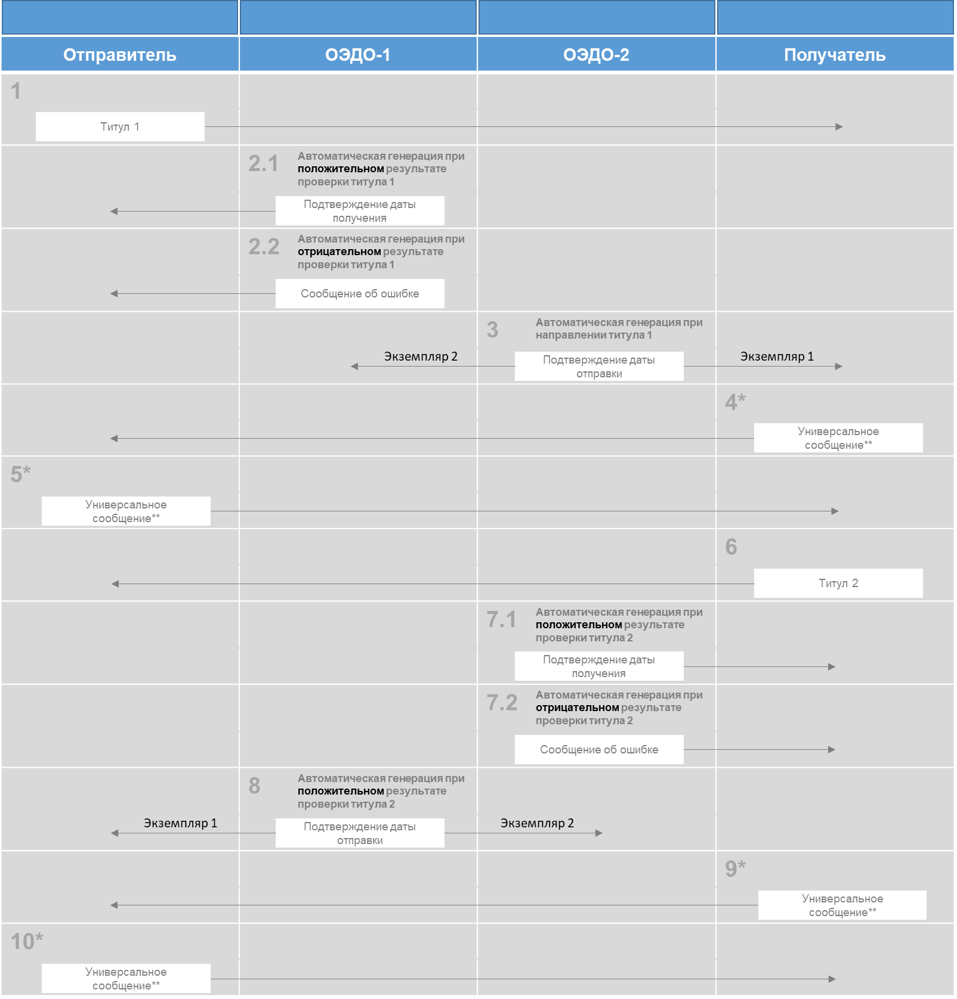 Отправитель
ОЭДО-1
ОЭДО-2
Получатель
1
Титул 1
2.1
Автоматическая генерация при
положительном результате
проверки титула 1
Подтверждение даты
получения
2.2
Автоматическая генерация при
отрицательном результате
проверки титула 1
Сообщение об ошибке
3
Автоматическая генерация при
направлении титула 1
Экземпляр 2
Подтверждение даты
отправки
Экземпляр 1
4*
Универсальное
сообщение**
5*
Универсальное
сообщение**
6
Титул 2
7.1
Автоматическая генерация при
положительном результате
проверки титула 2
Подтверждение даты
получения
7.2
Автоматическая генерация при
отрицательном результате
проверки титула 2
Сообщение об ошибке
8
Автоматическая генерация при
положительном результате
проверки титула 2
Экземпляр 1
Подтверждение даты
отправки
Экземпляр 2
9*
Универсальное
сообщение**
10*
Универсальное
сообщение**